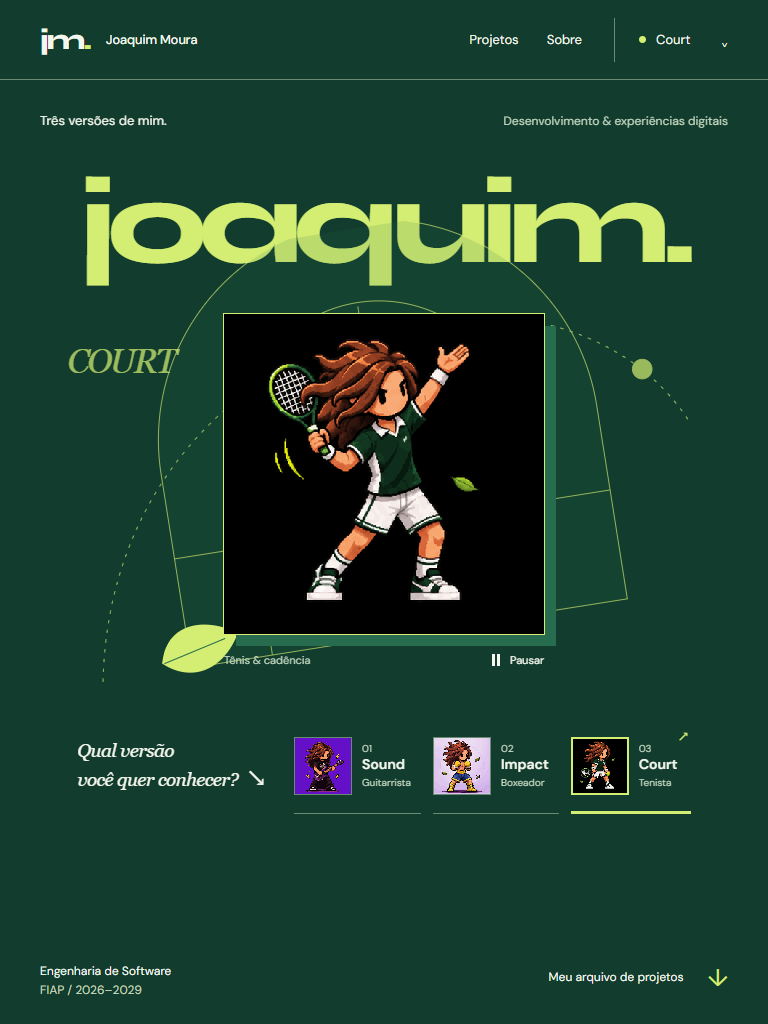 jm.
Joaquim Moura
Projetos
Sobre
Court
Três versões de mim.
Desenvolvimento & experiências digitais
joaquim.
COURT
Tênis & cadência
Pausar
Qual versão
você quer conhecer?
01
Sound
Guitarrista
02
Impact
Boxeador
03
Court
Tenista
Engenharia de Software
FIAP / 2026–2029
Meu arquivo de projetos